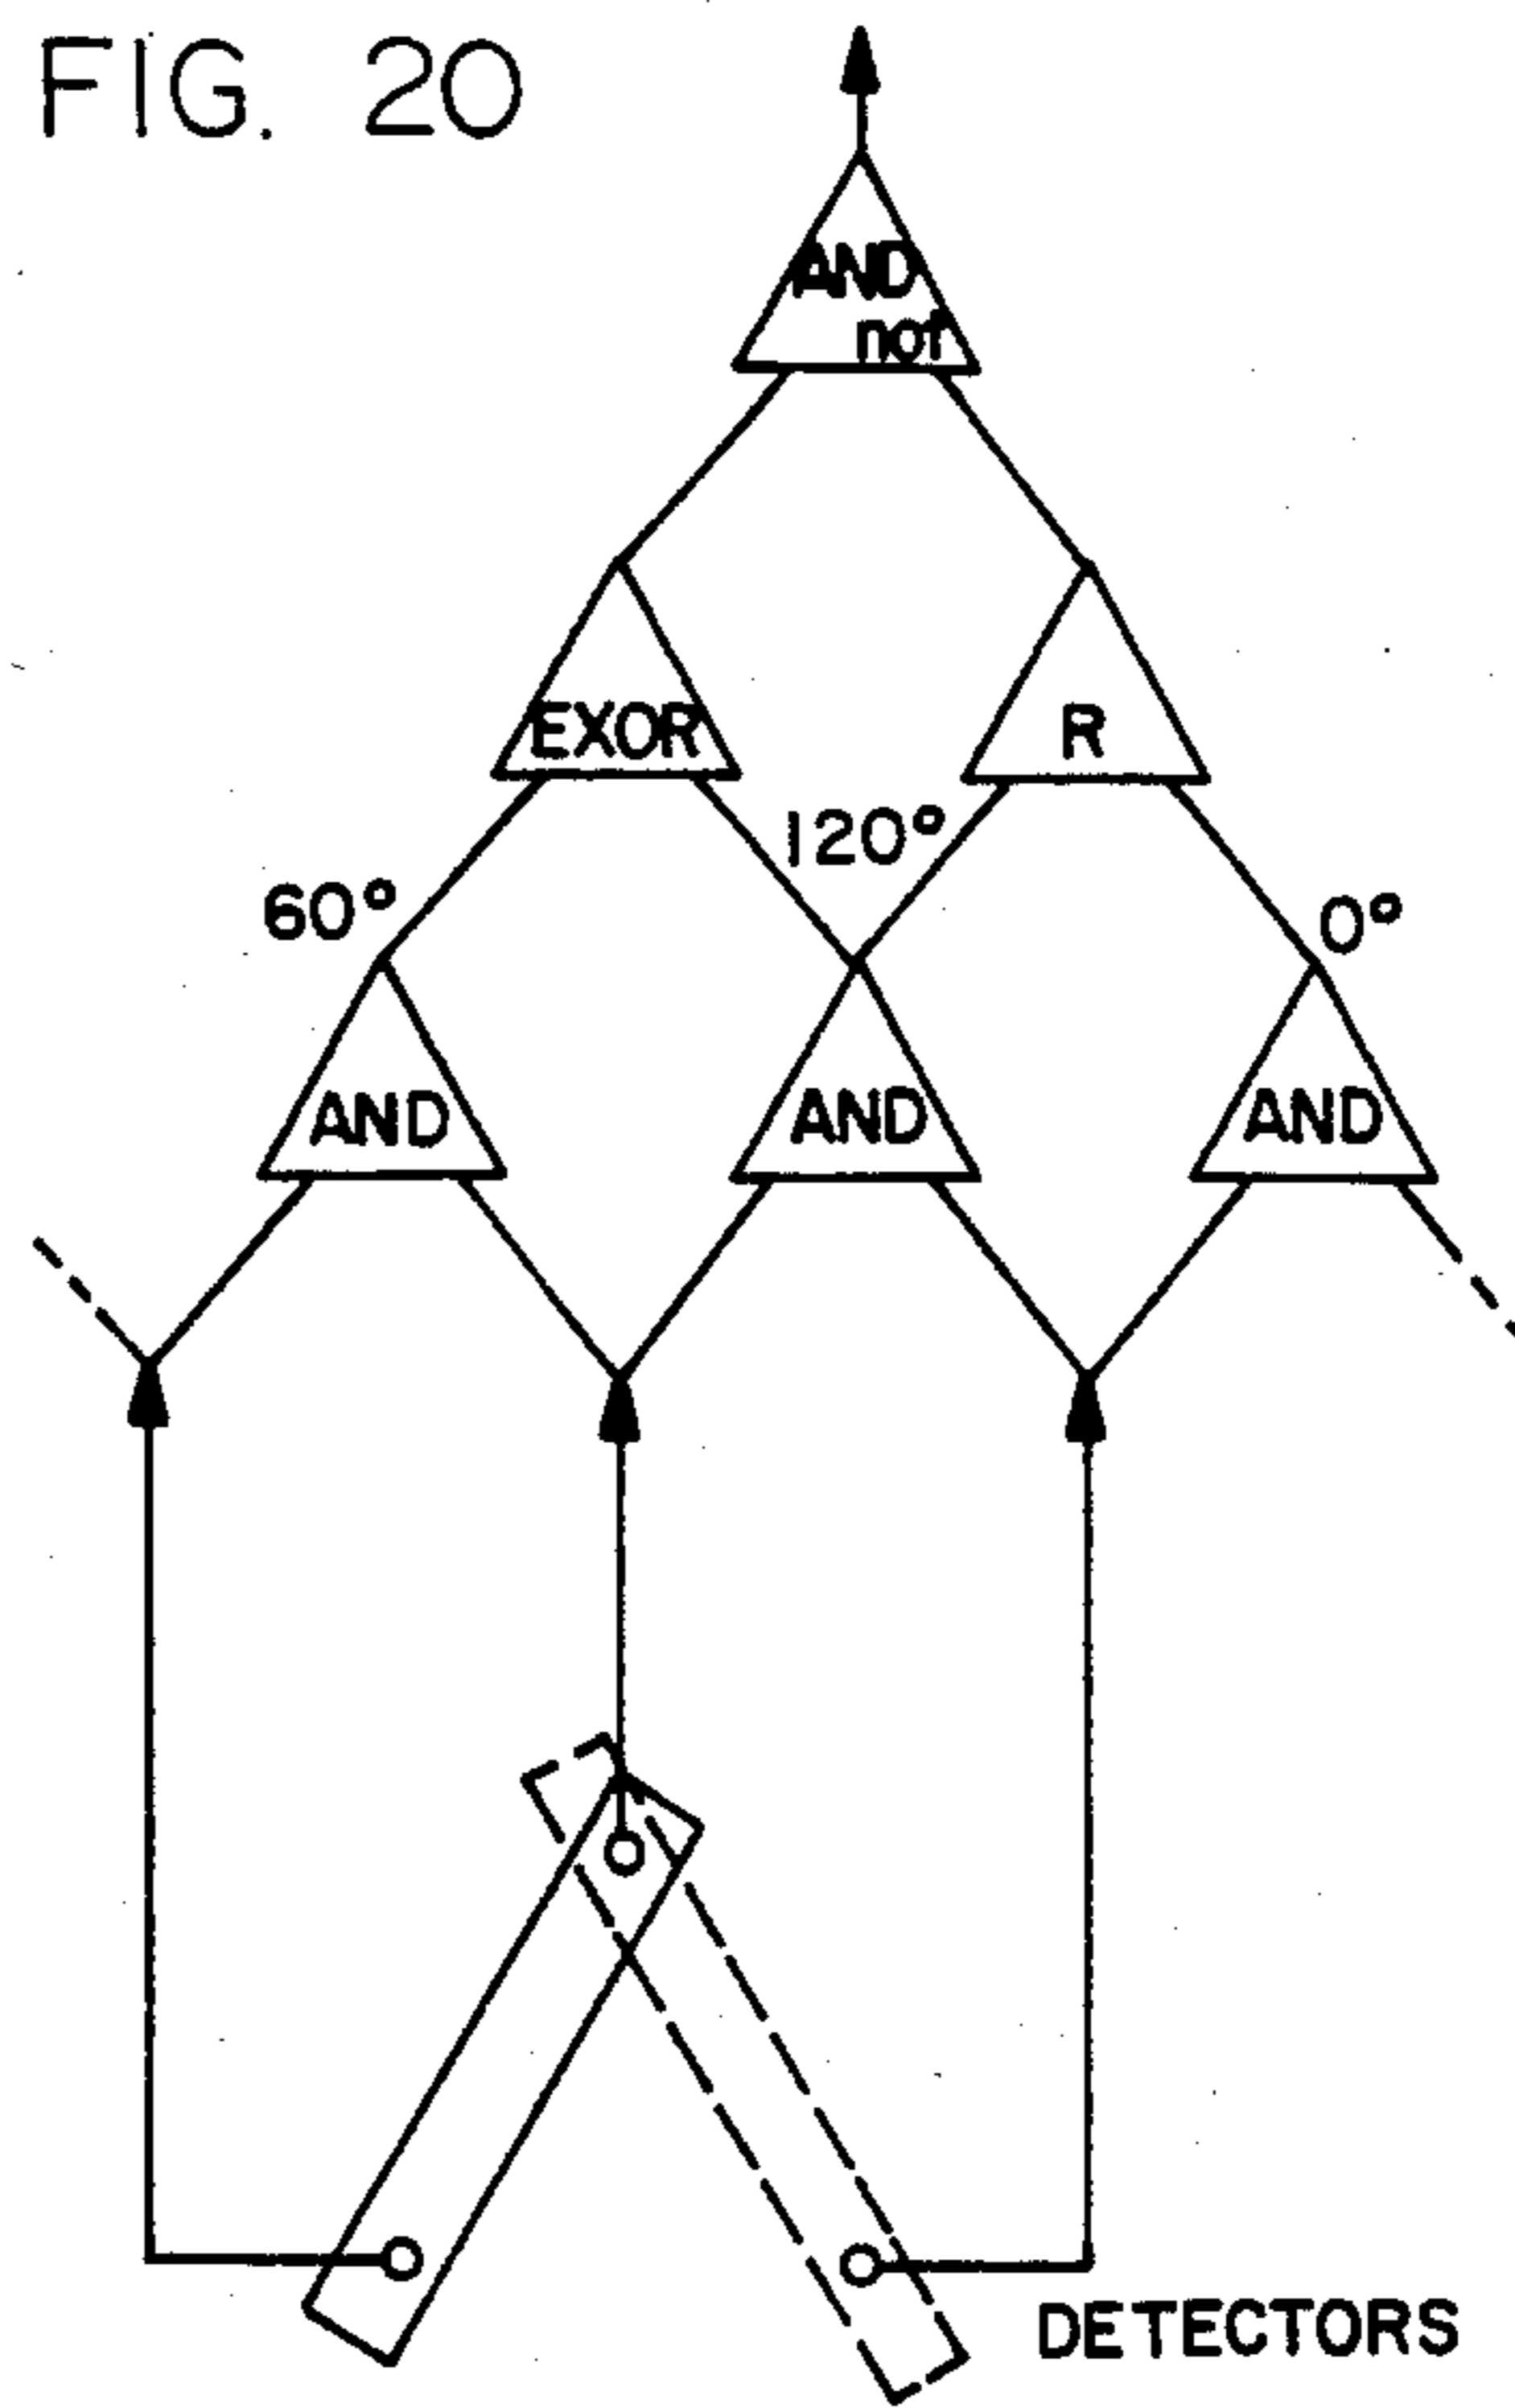 FIG. 20
AND
not
EXOR
R
120°
60°
0°
AND
AND
AND
DETECTORS